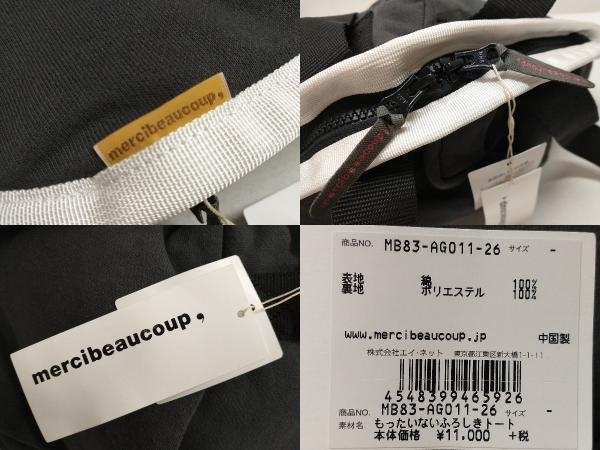 mercibeaucoup,
mercibeaucoup
mercibeaucoup,
商品NO. MB83-AG011-26 サイズ -
表地 綿 100%
裏地 ポリエステル 100%
www.mercibeaucoup.jp 中国製
株式会社エイ・ネット 東京都江東区新大橋1-1-11
4548399465926
商品NO. MB83-AG011-26 サイズ -
素材名 もったいないふろしきトート
本体価格 ¥11,000 +税